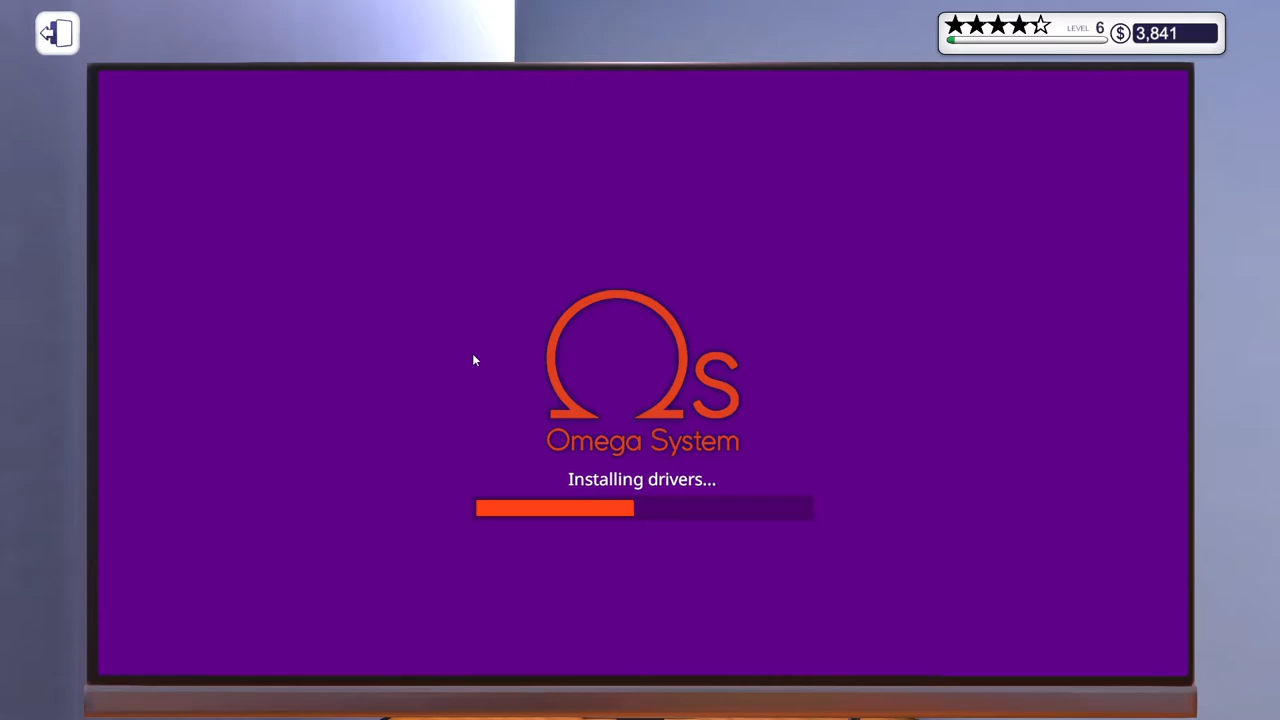 LEVEL 6 $ 3,841
Ωs
Omega System
Installing drivers...